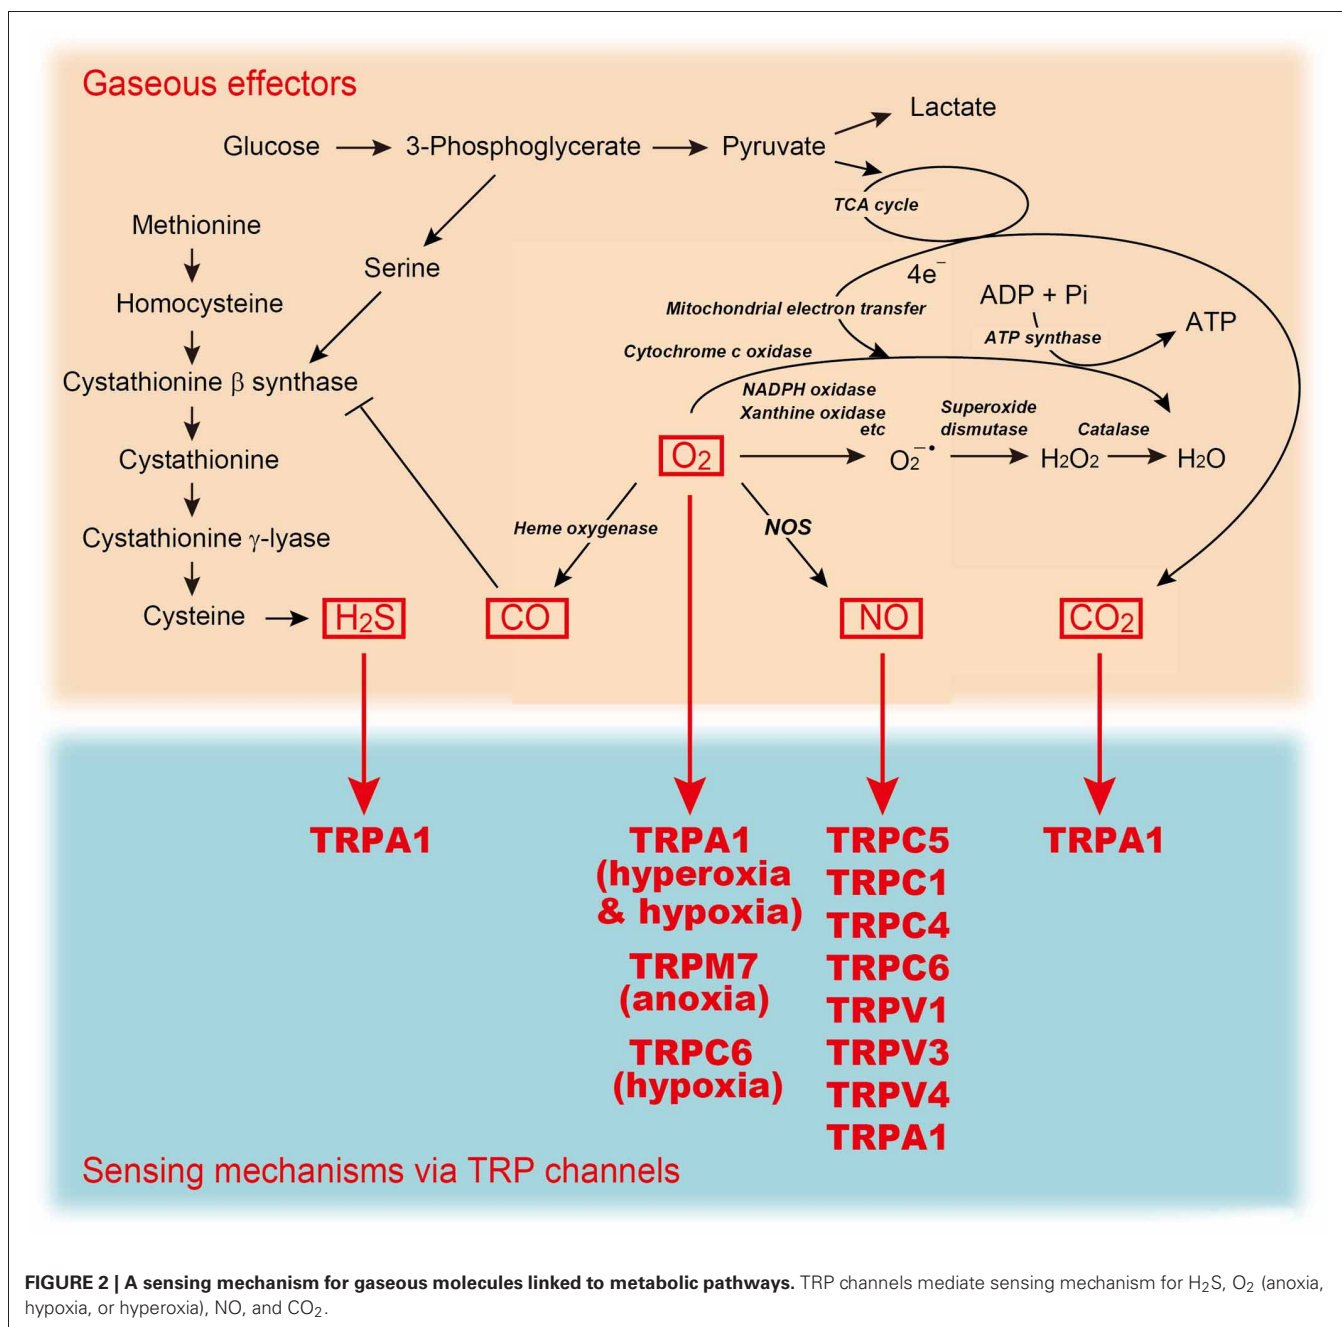 Gaseous effectors
Lactate
Glucose
3-Phosphoglycerate
Pyruvate
TCA cycle
Methionine
Serine
4e−
Homocysteine
Mitochondrial electron transfer
ADP + Pi
ATP
ATP synthase
Cytochrome c oxidase
Cystathionine β synthase
NADPH oxidase
Xanthine oxidase
etc
Superoxide
dismutase
Catalase
Cystathionine
O2
O2−•
H2O2
H2O
Heme oxygenase
NOS
Cystathionine γ-lyase
Cysteine
H2S
CO
NO
CO2
TRPA1
TRPA1
(hyperoxia
& hypoxia)
TRPM7
(anoxia)
TRPC6
(hypoxia)
TRPC5
TRPC1
TRPC4
TRPC6
TRPV1
TRPV3
TRPV4
TRPA1
TRPA1
Sensing mechanisms via TRP channels
FIGURE 2 | A sensing mechanism for gaseous molecules linked to metabolic pathways. TRP channels mediate sensing mechanism for H2S, O2 (anoxia,
hypoxia, or hyperoxia), NO, and CO2.